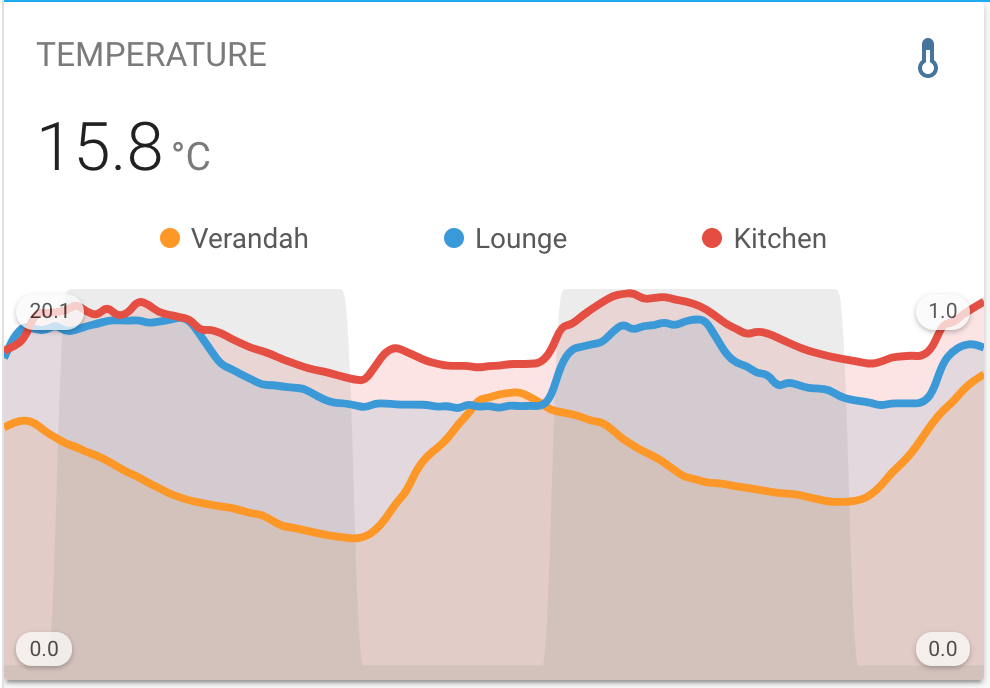 TEMPERATURE
15.8 °C
Verandah Lounge Kitchen
20.1 1.0
0.0 0.0